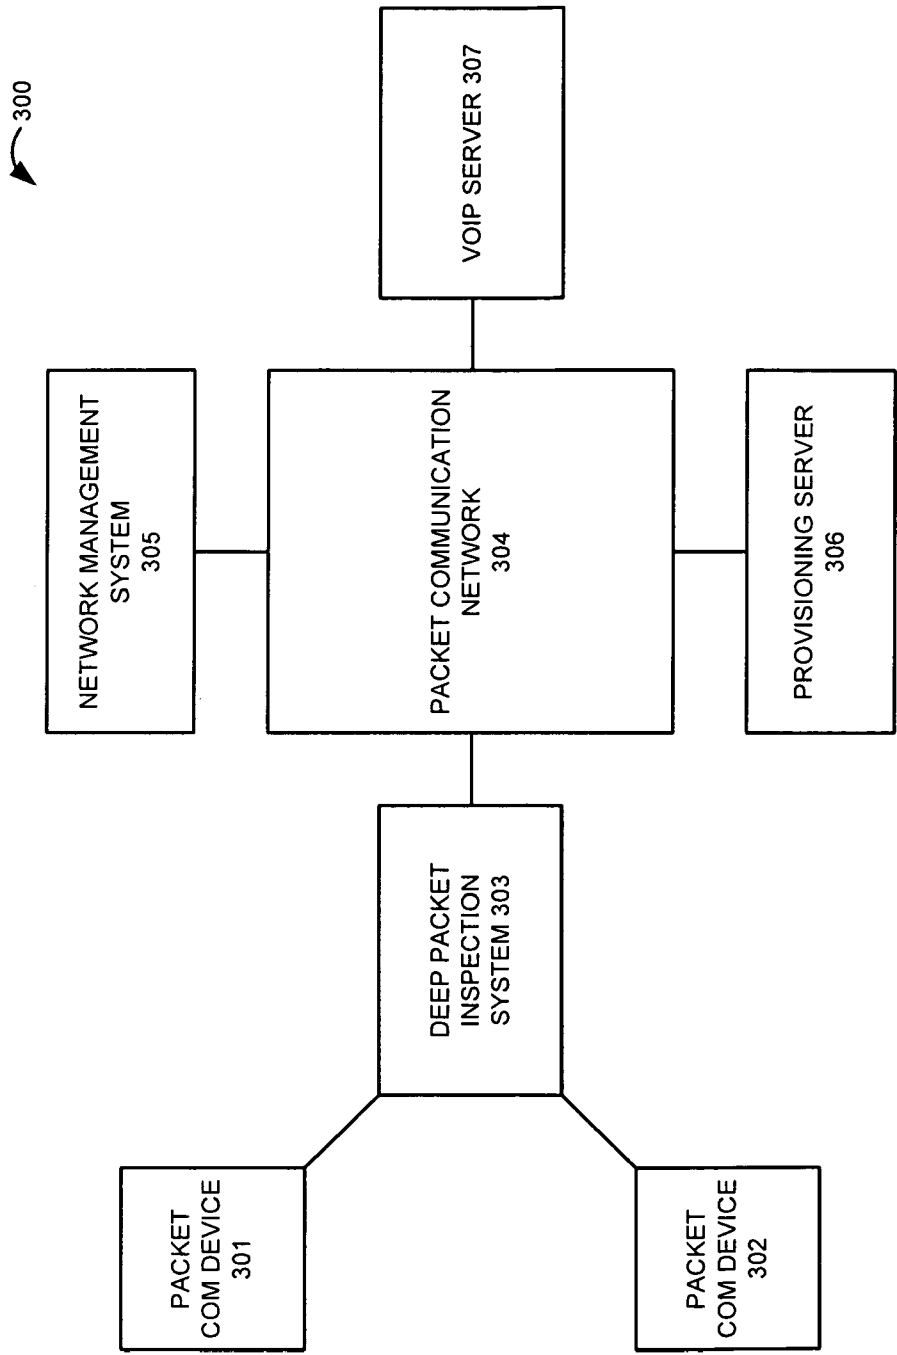 300
PACKET
COM DEVICE
301
PACKET
COM DEVICE
302
DEEP PACKET
INSPECTION
SYSTEM 303
NETWORK MANAGEMENT
SYSTEM
305
PACKET COMMUNICATION
NETWORK
304
PROVISIONING SERVER
306
VOIP SERVER 307